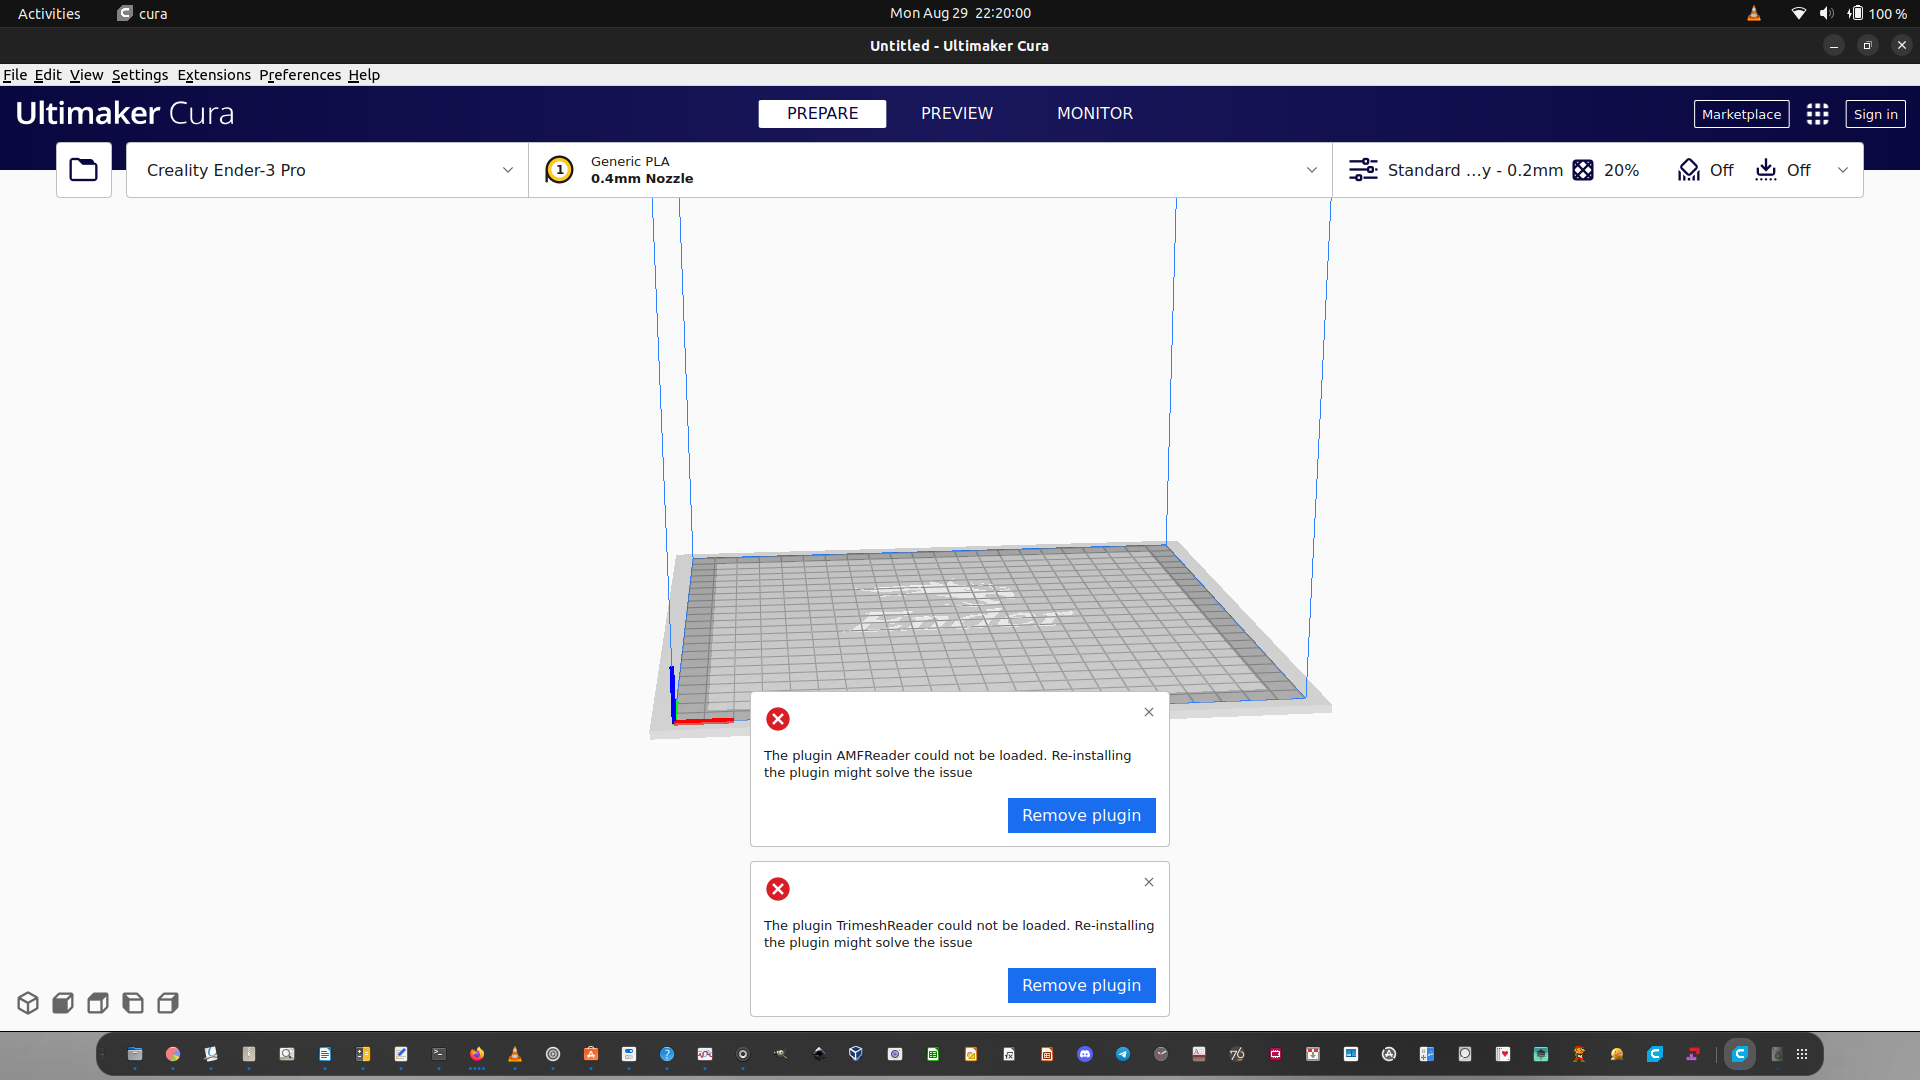 Activities
cura
Mon Aug 29 22:20:00
100 %
Untitled - Ultimaker Cura
File Edit View Settings Extensions Preferences Help
Ultimaker Cura
PREPARE
PREVIEW
MONITOR
Marketplace
Sign in
Creality Ender-3 Pro
1
Generic PLA
0.4mm Nozzle
Standard ...y - 0.2mm
20%
Off
Off
Ender
The plugin AMFReader could not be loaded. Re-installing
the plugin might solve the issue
Remove plugin
The plugin TrimeshReader could not be loaded. Re-installing
the plugin might solve the issue
Remove plugin